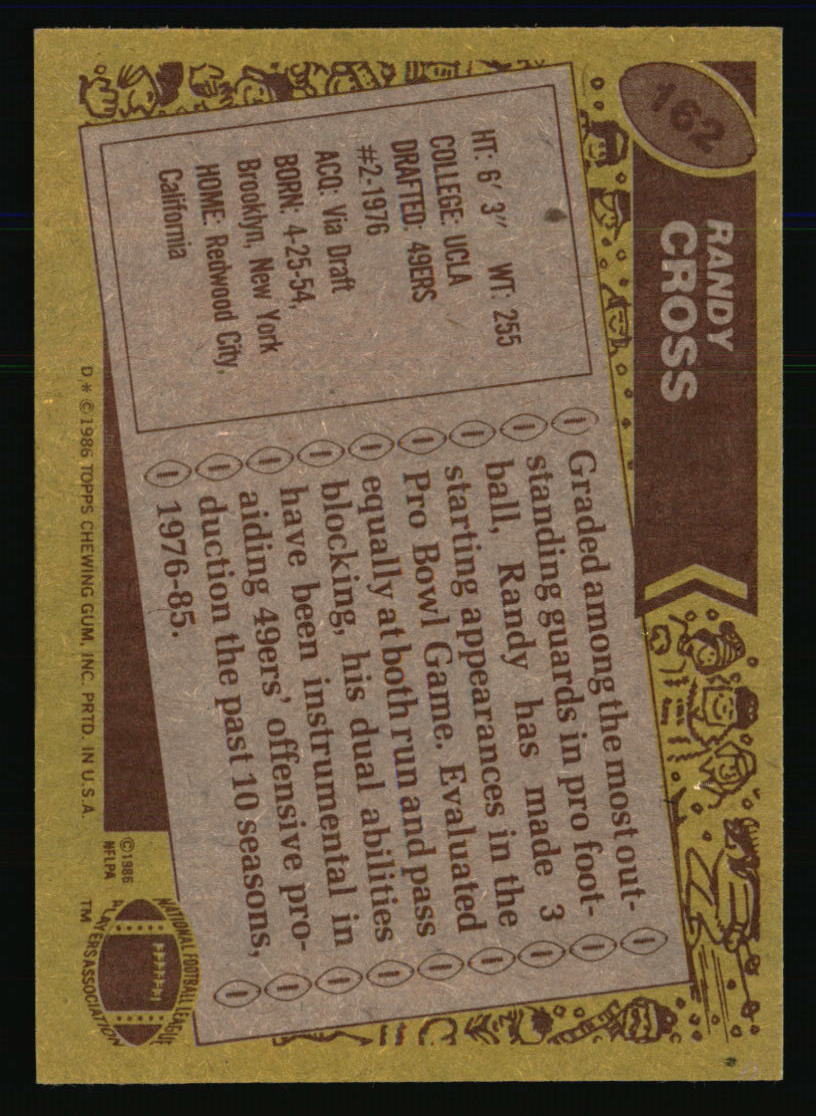 162
RANDY
CROSS
HT: 6' 3" WT: 255
COLLEGE: UCLA
DRAFTED: 49ERS
#2-1976
ACQ: Via Draft
BORN: 4-25-54,
Brooklyn, New York
HOME: Redwood City,
California
Graded among the most out-
standing guards in pro foot-
ball, Randy has made 3
starting appearances in the
Pro Bowl Game. Evaluated
equally at both run and pass
blocking, his dual abilities
have been instrumental in
aiding 49ers' offensive pro-
duction the past 10 seasons,
1976-85.
D* ©1986 TOPPS CHEWING GUM, INC. PRTD. IN U.S.A.
©1986
NFLPA
NATIONAL FOOTBALL LEAGUE
PLAYERS ASSOCIATION
TM